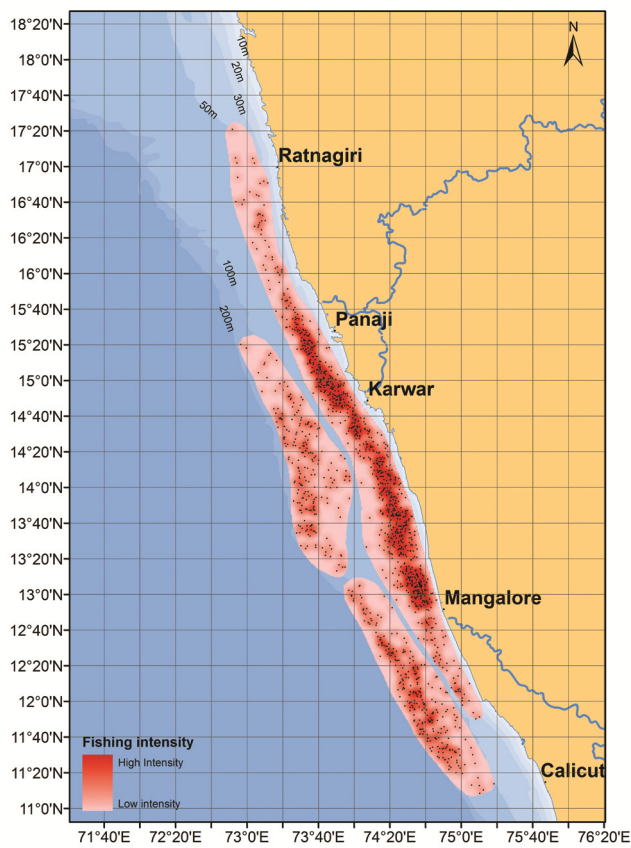 18°20'N
18°0'N
17°40'N
17°20'N
17°0'N
16°40'N
16°20'N
16°0'N
15°40'N
15°20'N
15°0'N
14°40'N
14°20'N
14°0'N
13°40'N
13°20'N
13°0'N
12°40'N
12°20'N
12°0'N
11°40'N
11°20'N
11°0'N
N
10m
20m
30m
50m
100m
200m
Ratnagiri
Panaji
Karwar
Mangalore
Calicut
Fishing intensity
High Intensity
Low intensity
71°40'E 72°20'E 73°0'E 73°40'E 74°20'E 75°0'E 75°40'E 76°20'E